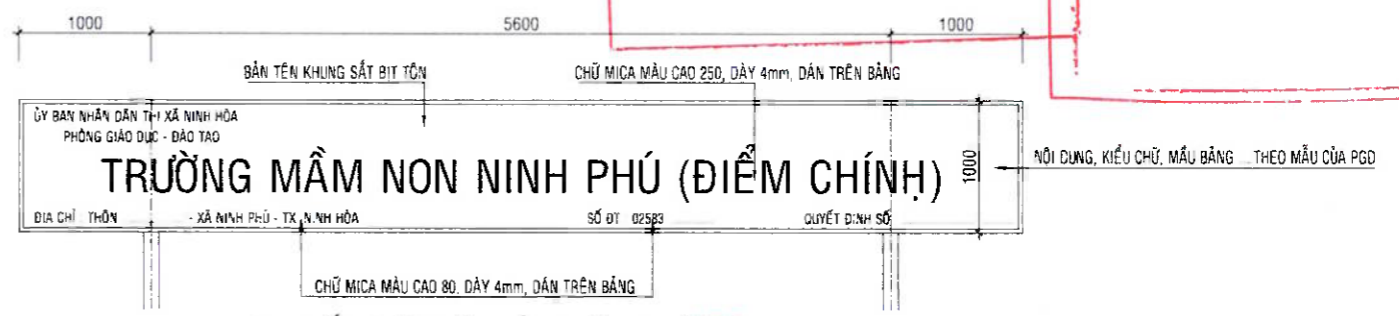 1000 5600 1000
BẢN TÊN KHUNG SẮT BỊT TÔN
CHỮ MICA MÀU CAO 250, DÀY 4mm, DÁN TRÊN BẢNG
ỦY BAN NHÂN DÂN THỊ XÃ NINH HÒA
PHÒNG GIÁO DỤC - ĐÀO TẠO
TRƯỜNG MẦM NON NINH PHÚ (ĐIỂM CHÍNH)
1000
NỘI DUNG, KIỂU CHỮ, MẦU BẢNG ... THEO MẪU CỦA PGD
ĐỊA CHỈ THÔN - XÃ NINH PHÚ - TX NINH HÒA SỐ ĐT 02583 QUYẾT ĐỊNH SỐ
CHỮ MICA MÀU CAO 80. DÀY 4mm, DÁN TRÊN BẢNG